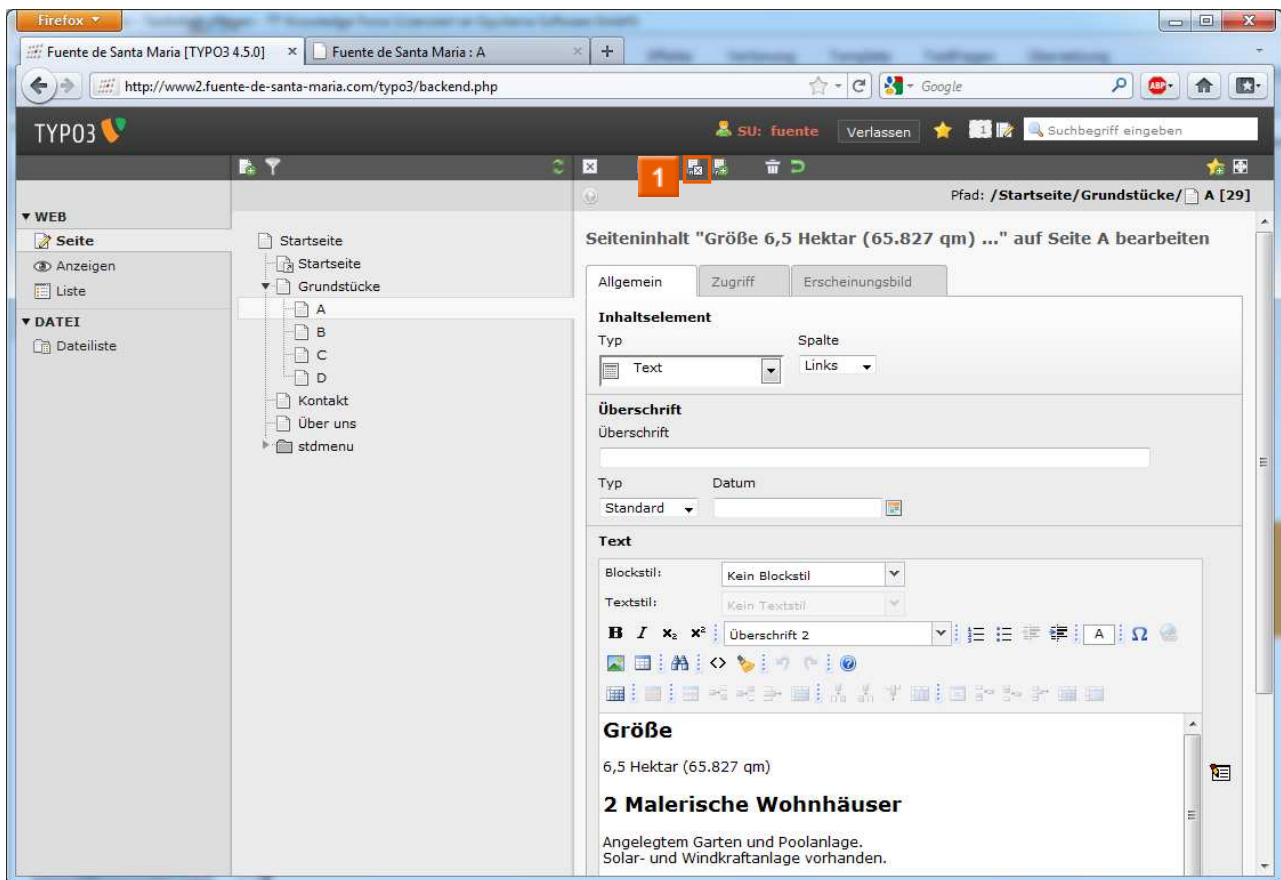 Firefox
Fuente de Santa Maria [TYPO3 4.5.0] × Fuente de Santa Maria : A × +
http://www2.fuente-de-santa-maria.com/typo3/backend.php Google ABP
TYPO3 SU: fuente Verlassen 1 Suchbegriff eingeben
1
Pfad: /Startseite/Grundstücke/ A [29]
WEB
Seite
Anzeigen
Liste
DATEI
Dateiliste
Startseite
Startseite
Grundstücke
A
B
C
D
Kontakt
Über uns
stdmenu
Seiteninhalt "Größe 6,5 Hektar (65.827 qm) ..." auf Seite A bearbeiten
Allgemein Zugriff Erscheinungsbild
Inhaltselement
Typ Spalte
Text Links
Überschrift
Überschrift
Typ Datum
Standard
Text
Blockstil: Kein Blockstil
Textstil: Kein Textstil
B I x₂ x² Überschrift 2 A Ω
Größe
6,5 Hektar (65.827 qm)
2 Malerische Wohnhäuser
Angelegtem Garten und Poolanlage.
Solar- und Windkraftanlage vorhanden.